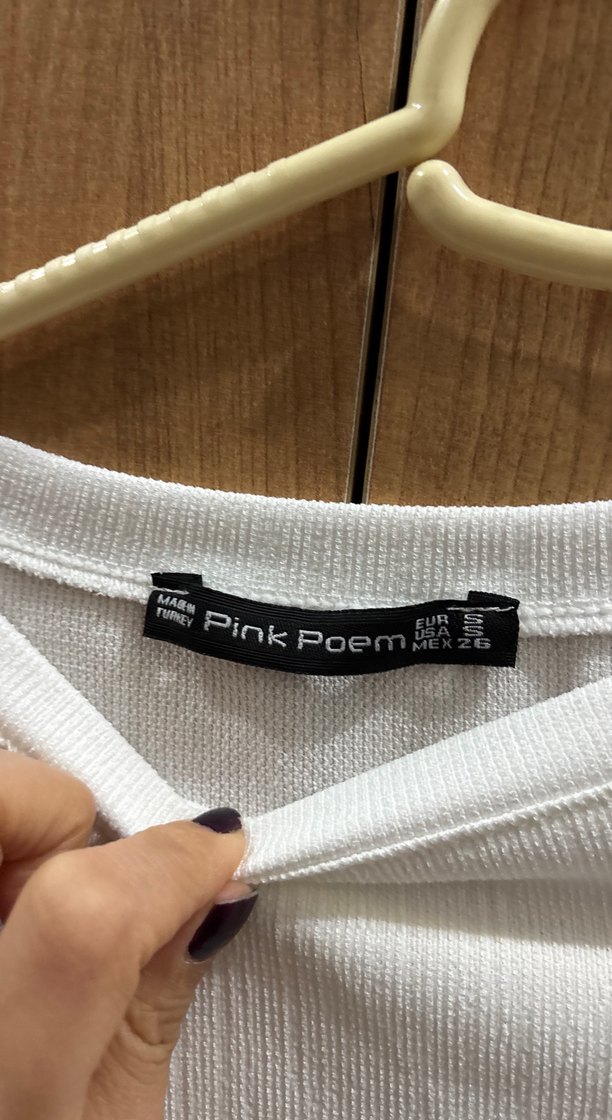 MADE IN
TURKEY
Pink Poem
EUR S
USA S
MEX 26